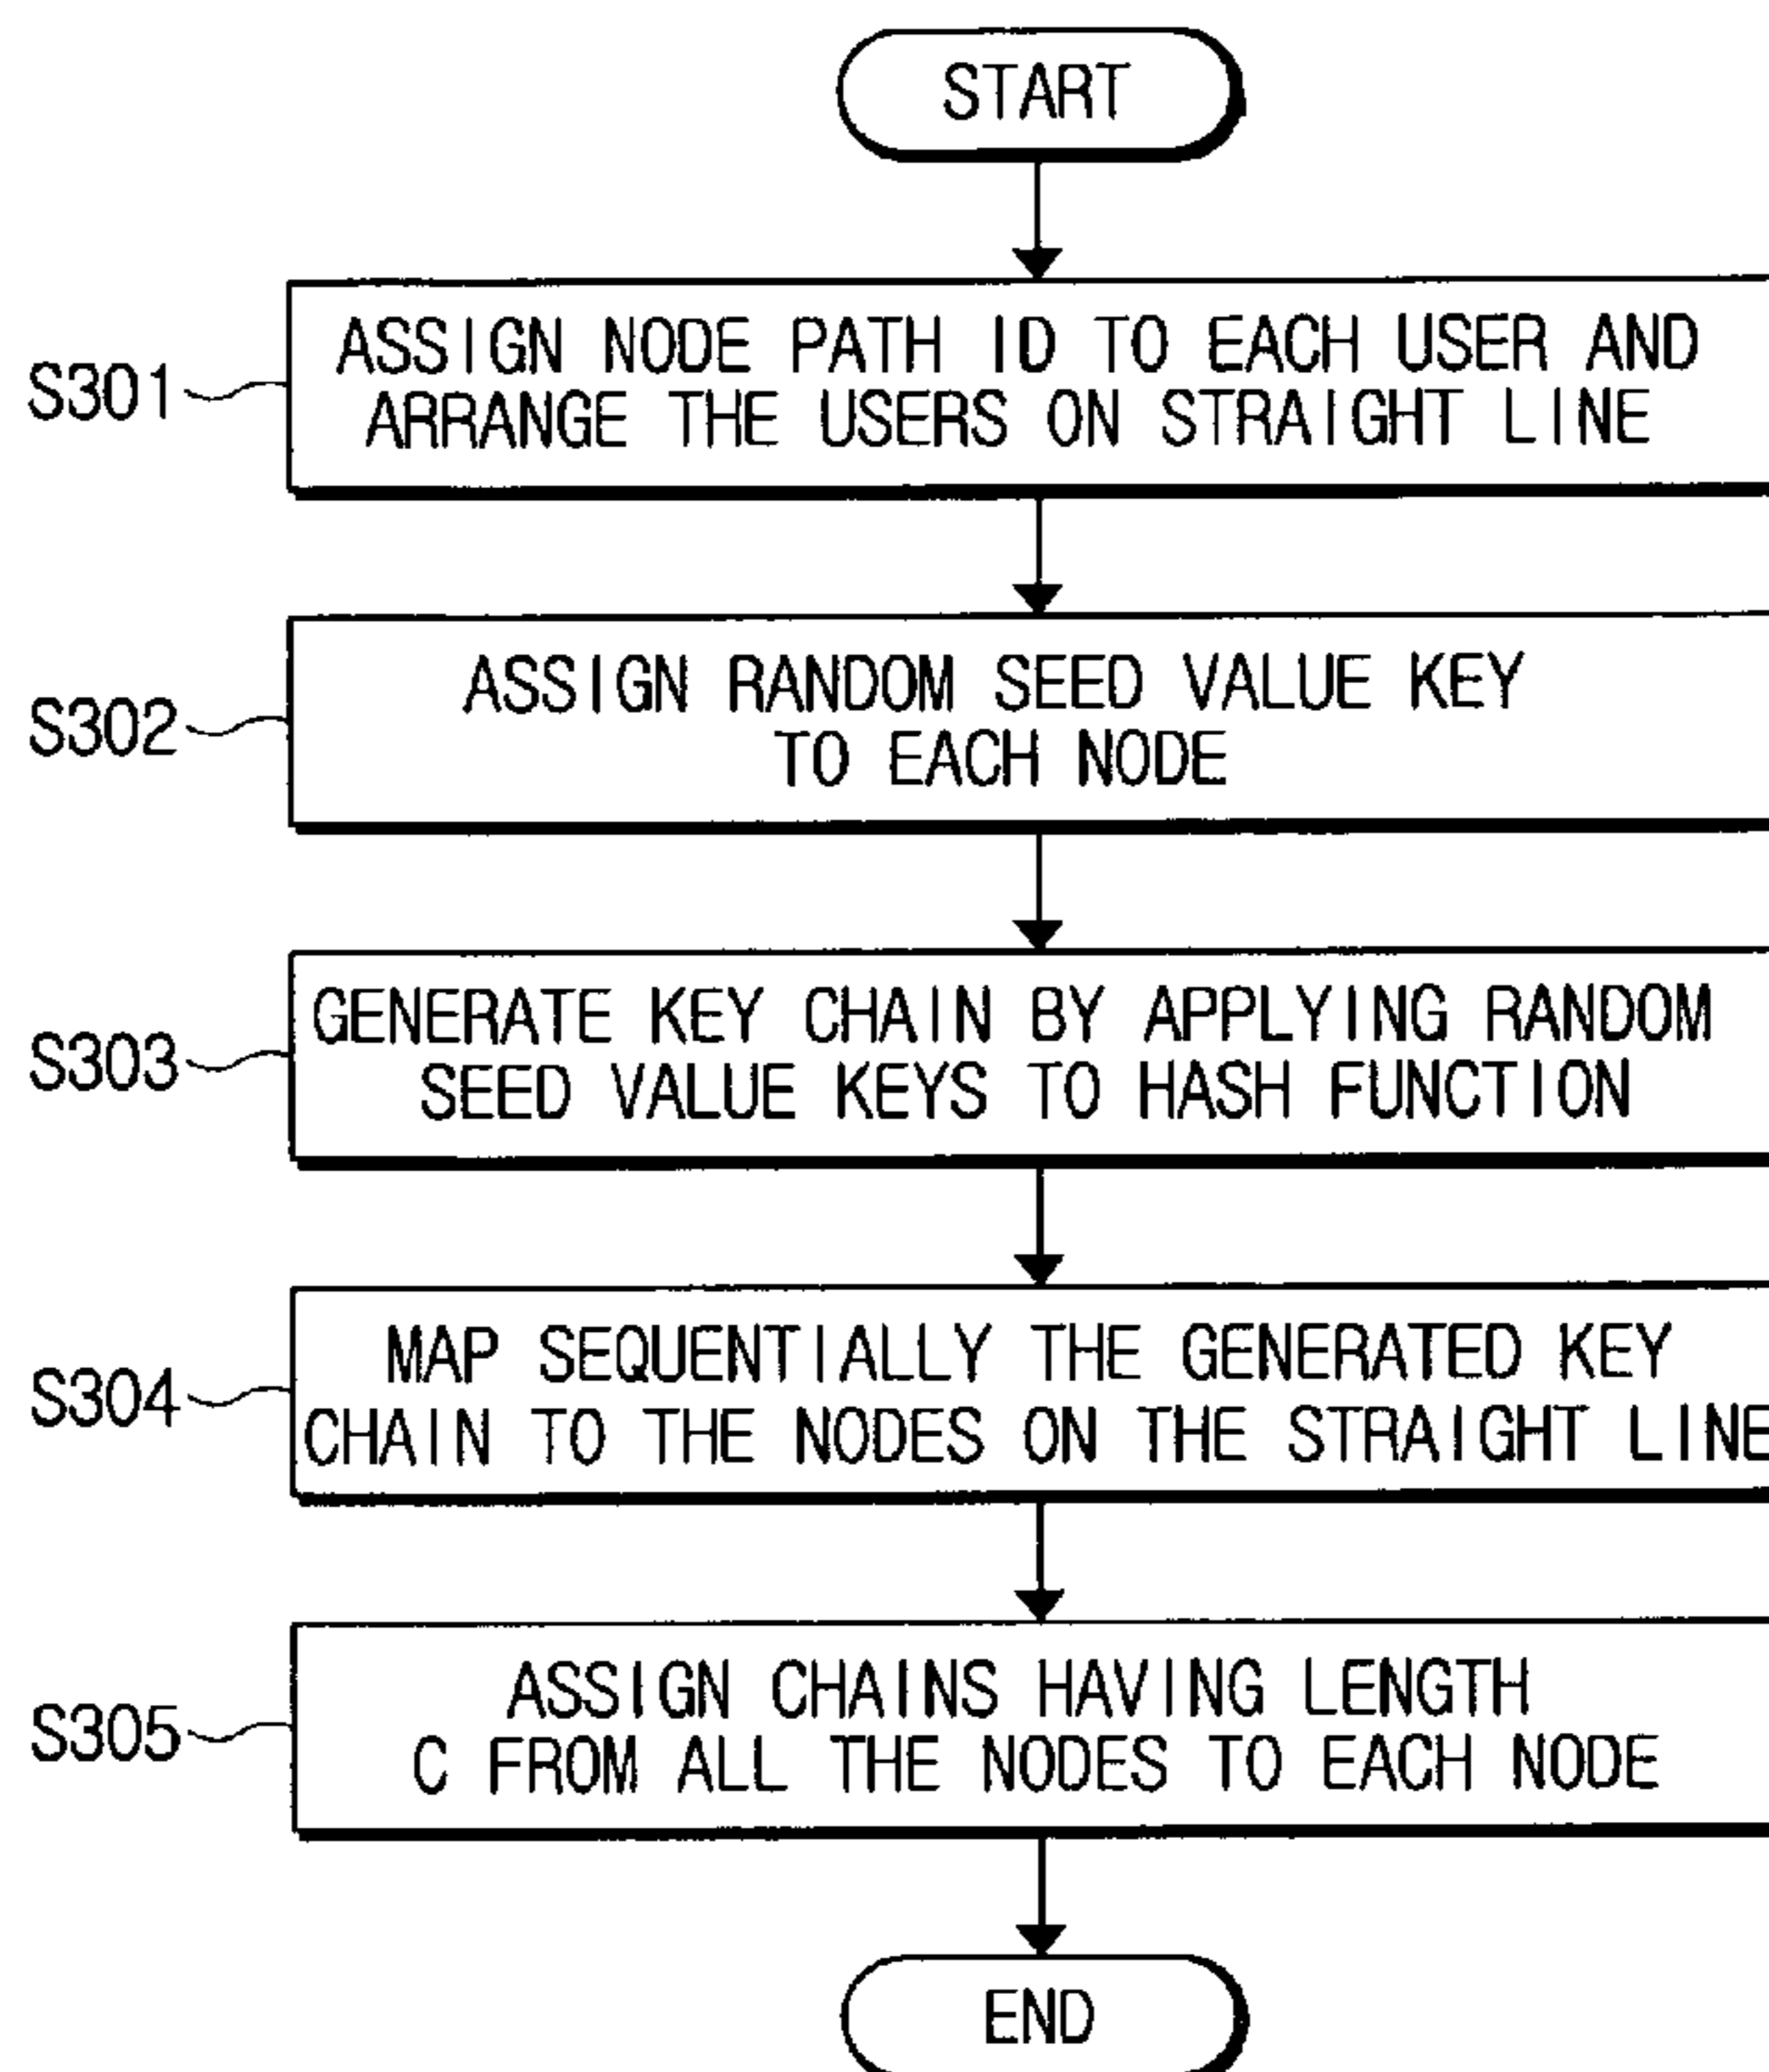 START
S301
ASSIGN NODE PATH ID TO EACH USER AND
ARRANGE THE USERS ON STRAIGHT LINE
S302
ASSIGN RANDOM SEED VALUE KEY
TO EACH NODE
S303
GENERATE KEY CHAIN BY APPLYING RANDOM
SEED VALUE KEYS TO HASH FUNCTION
S304
MAP SEQUENTIALLY THE GENERATED KEY
CHAIN TO THE NODES ON THE STRAIGHT LINE
S305
ASSIGN CHAINS HAVING LENGTH
C FROM ALL THE NODES TO EACH NODE
END